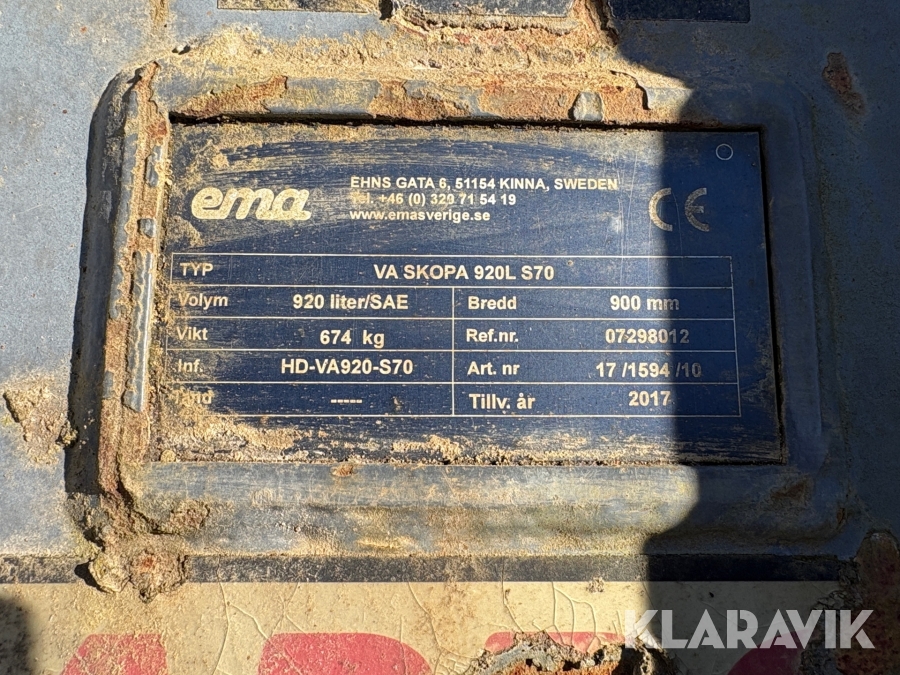 ema
EHNS GATA 6, 51154 KINNA, SWEDEN
Tel. +46 (0) 320 71 54 19
www.emasverige.se
CE
TYP VA SKOPA 920L S70
Volym 920 liter/SAE Bredd 900 mm
Vikt 674 kg Ref.nr. 07298012
Inf. HD-VA920-S70 Art. nr 17 /1594 /10
Tand ----- Tillv. år 2017
KLARAVIK